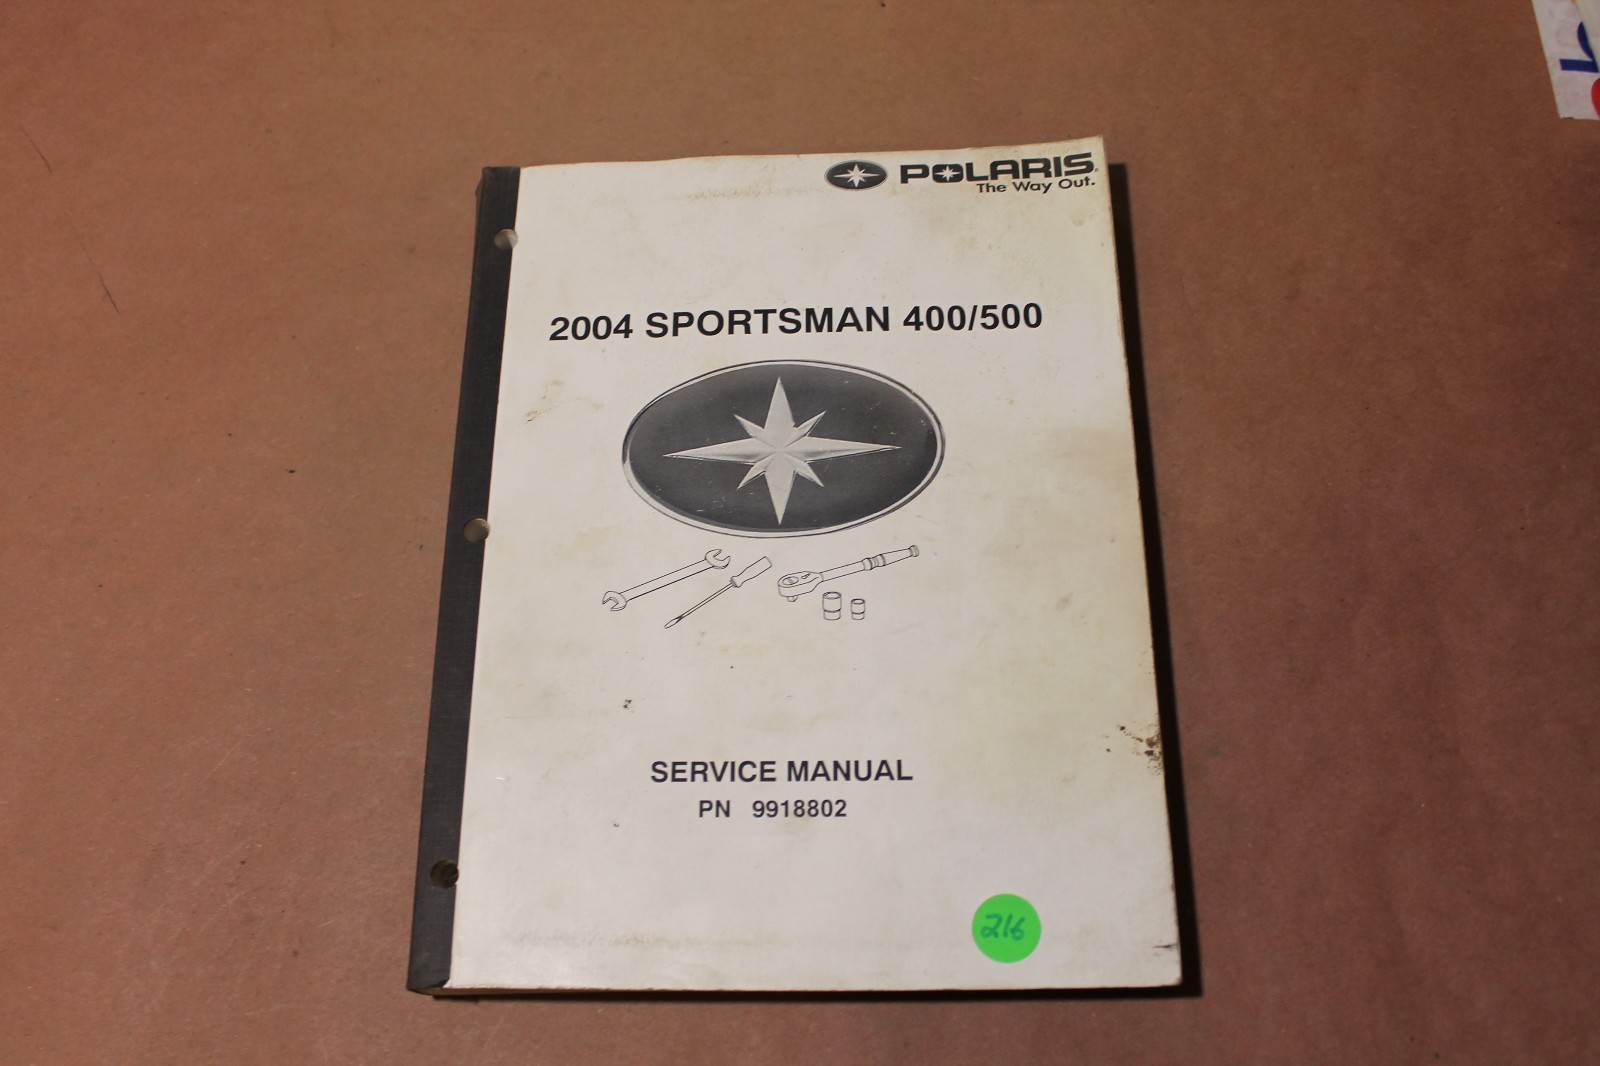 POLARIS®
The Way Out.
2004 SPORTSMAN 400/500
SERVICE MANUAL
PN 9918802
216